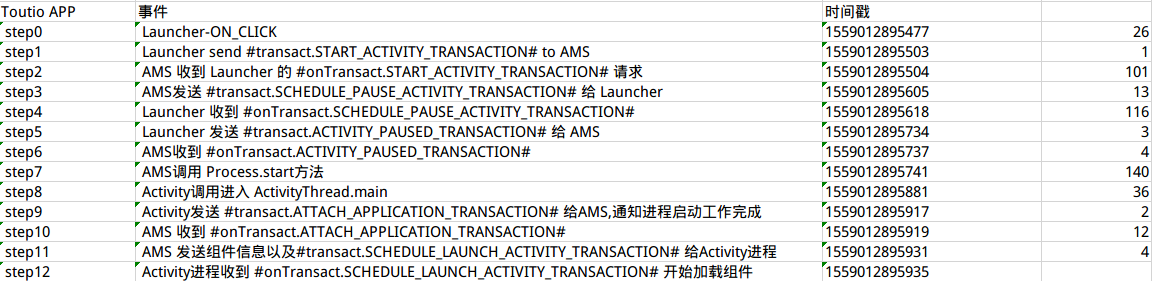 Toutio APP 事件 时间戳
step0 Launcher-ON_CLICK 1559012895477 26
step1 Launcher send #transact.START_ACTIVITY_TRANSACTION# to AMS 1559012895503 1
step2 AMS 收到 Launcher 的 #onTransact.START_ACTIVITY_TRANSACTION# 请求 1559012895504 101
step3 AMS发送 #transact.SCHEDULE_PAUSE_ACTIVITY_TRANSACTION# 给 Launcher 1559012895605 13
step4 Launcher 收到 #onTransact.SCHEDULE_PAUSE_ACTIVITY_TRANSACTION# 1559012895618 116
step5 Launcher 发送 #transact.ACTIVITY_PAUSED_TRANSACTION# 给 AMS 1559012895734 3
step6 AMS收到 #onTransact.ACTIVITY_PAUSED_TRANSACTION# 1559012895737 4
step7 AMS调用 Process.start方法 1559012895741 140
step8 Activity调用进入 ActivityThread.main 1559012895881 36
step9 Activity发送 #transact.ATTACH_APPLICATION_TRANSACTION# 给AMS,通知进程启动工作完成 1559012895917 2
step10 AMS 收到 #onTransact.ATTACH_APPLICATION_TRANSACTION# 1559012895919 12
step11 AMS 发送组件信息以及#transact.SCHEDULE_LAUNCH_ACTIVITY_TRANSACTION# 给Activity进程 1559012895931 4
step12 Activity进程收到 #onTransact.SCHEDULE_LAUNCH_ACTIVITY_TRANSACTION# 开始加载组件 1559012895935